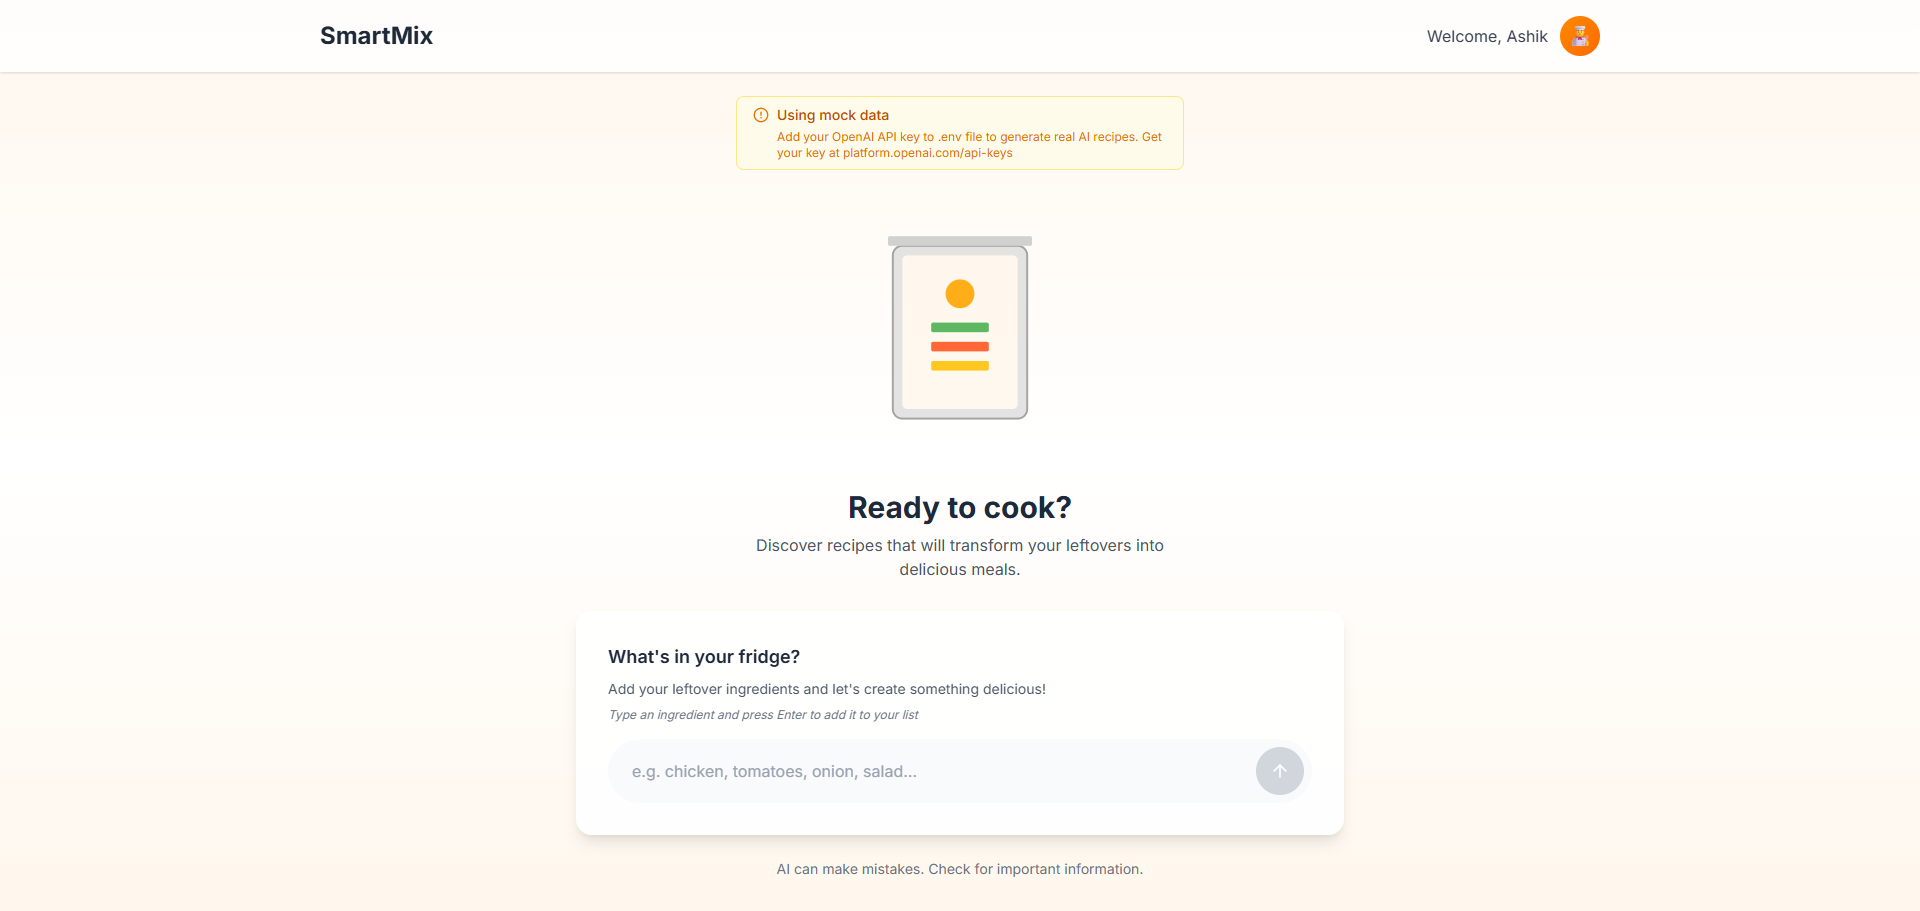 SmartMix
Welcome, Ashik
Using mock data
Add your OpenAI API key to .env file to generate real AI recipes. Get
your key at platform.openai.com/api-keys
Ready to cook?
Discover recipes that will transform your leftovers into
delicious meals.
What's in your fridge?
Add your leftover ingredients and let's create something delicious!
Type an ingredient and press Enter to add it to your list
e.g. chicken, tomatoes, onion, salad...
AI can make mistakes. Check for important information.